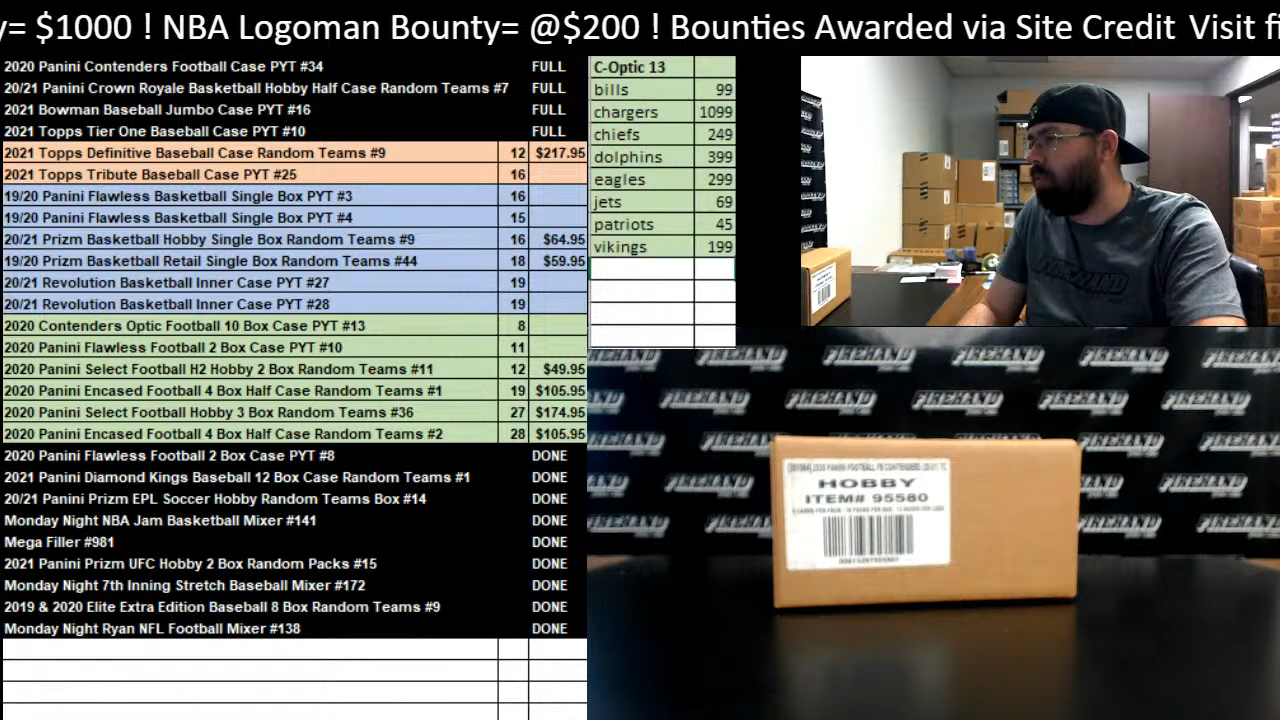 y= $1000 ! NBA Logoman Bounty= @$200 ! Bounties Awarded via Site Credit Visit fi
2020 Panini Contenders Football Case PYT #34 FULL
20/21 Panini Crown Royale Basketball Hobby Half Case Random Teams #7 FULL
2021 Bowman Baseball Jumbo Case PYT #16 FULL
2021 Topps Tier One Baseball Case PYT #10 FULL
2021 Topps Definitive Baseball Case Random Teams #9 12 $217.95
2021 Topps Tribute Baseball Case PYT #25 16
19/20 Panini Flawless Basketball Single Box PYT #3 16
19/20 Panini Flawless Basketball Single Box PYT #4 15
20/21 Prizm Basketball Hobby Single Box Random Teams #9 16 $64.95
19/20 Prizm Basketball Retail Single Box Random Teams #44 18 $59.95
20/21 Revolution Basketball Inner Case PYT #27 19
20/21 Revolution Basketball Inner Case PYT #28 19
2020 Contenders Optic Football 10 Box Case PYT #13 8
2020 Panini Flawless Football 2 Box Case PYT #10 11
2020 Panini Select Football H2 Hobby 2 Box Random Teams #11 12 $49.95
2020 Panini Encased Football 4 Box Half Case Random Teams #1 19 $105.95
2020 Panini Select Football Hobby 3 Box Random Teams #36 27 $174.95
2020 Panini Encased Football 4 Box Half Case Random Teams #2 28 $105.95
2020 Panini Flawless Football 2 Box Case PYT #8 DONE
2021 Panini Diamond Kings Baseball 12 Box Case Random Teams #1 DONE
20/21 Panini Prizm EPL Soccer Hobby Random Teams Box #14 DONE
Monday Night NBA Jam Basketball Mixer #141 DONE
Mega Filler #981 DONE
2021 Panini Prizm UFC Hobby 2 Box Random Packs #15 DONE
Monday Night 7th Inning Stretch Baseball Mixer #172 DONE
2019 & 2020 Elite Extra Edition Baseball 8 Box Random Teams #9 DONE
Monday Night Ryan NFL Football Mixer #138 DONE
C-Optic 13
bills 99
chargers 1099
chiefs 249
dolphins 399
eagles 299
jets 69
patriots 45
vikings 199
FIREHAND
HOBBY
ITEM# 95580